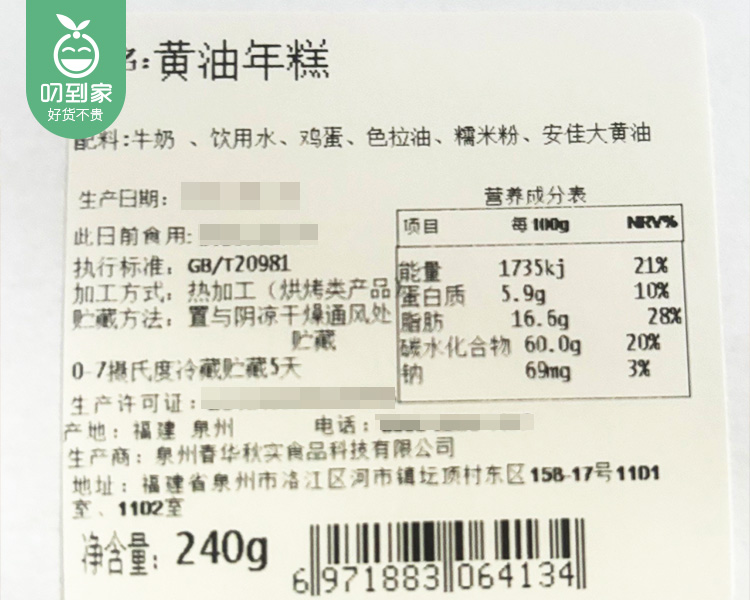 叨到家
好货不贵
名:黄油年糕
配料:牛奶 、饮用水、鸡蛋、色拉油、糯米粉、安佳大黄油
生产日期:
此日前食用:
执行标准: GB/T20981
加工方式: 热加工（烘烤类产品
贮藏方法: 置与阴凉干燥通风处
贮藏
0-7摄氏度冷藏贮藏5天
营养成分表
项目 每100g NRV%
能量 1735kj 21%
蛋白质 5.9g 10%
脂肪 16.6g 28%
碳水化合物 60.0g 20%
钠 69mg 3%
生产许可证:
产地: 福建 泉州 电话:
生产商: 泉州春华秋实食品科技有限公司
地址: 福建省泉州市洛江区河市镇坛顶村东区158-17号1101
室、1102室
净含量: 240g
6 971883 064134